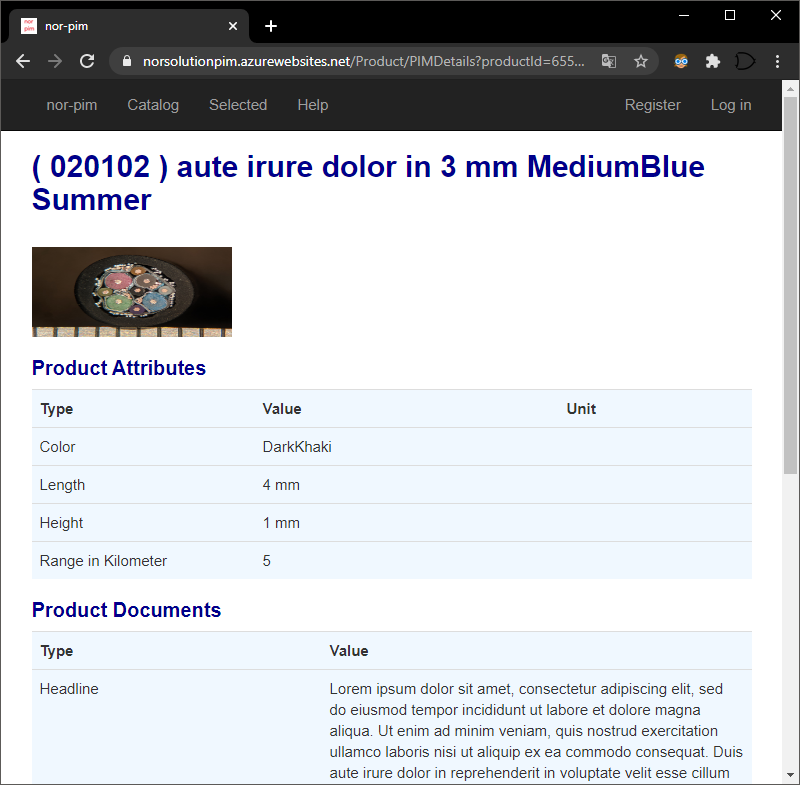 nor-pim
norsolutionpim.azurewebsites.net/Product/PIMDetails?productId=655...
nor-pim Catalog Selected Help Register Log in
( 020102 ) aute irure dolor in 3 mm MediumBlue
Summer
Product Attributes
Type Value Unit
Color DarkKhaki
Length 4 mm
Height 1 mm
Range in Kilometer 5
Product Documents
Type Value
Headline Lorem ipsum dolor sit amet, consectetur adipiscing elit, sed
do eiusmod tempor incididunt ut labore et dolore magna
aliqua. Ut enim ad minim veniam, quis nostrud exercitation
ullamco laboris nisi ut aliquip ex ea commodo consequat. Duis
aute irure dolor in reprehenderit in voluptate velit esse cillum